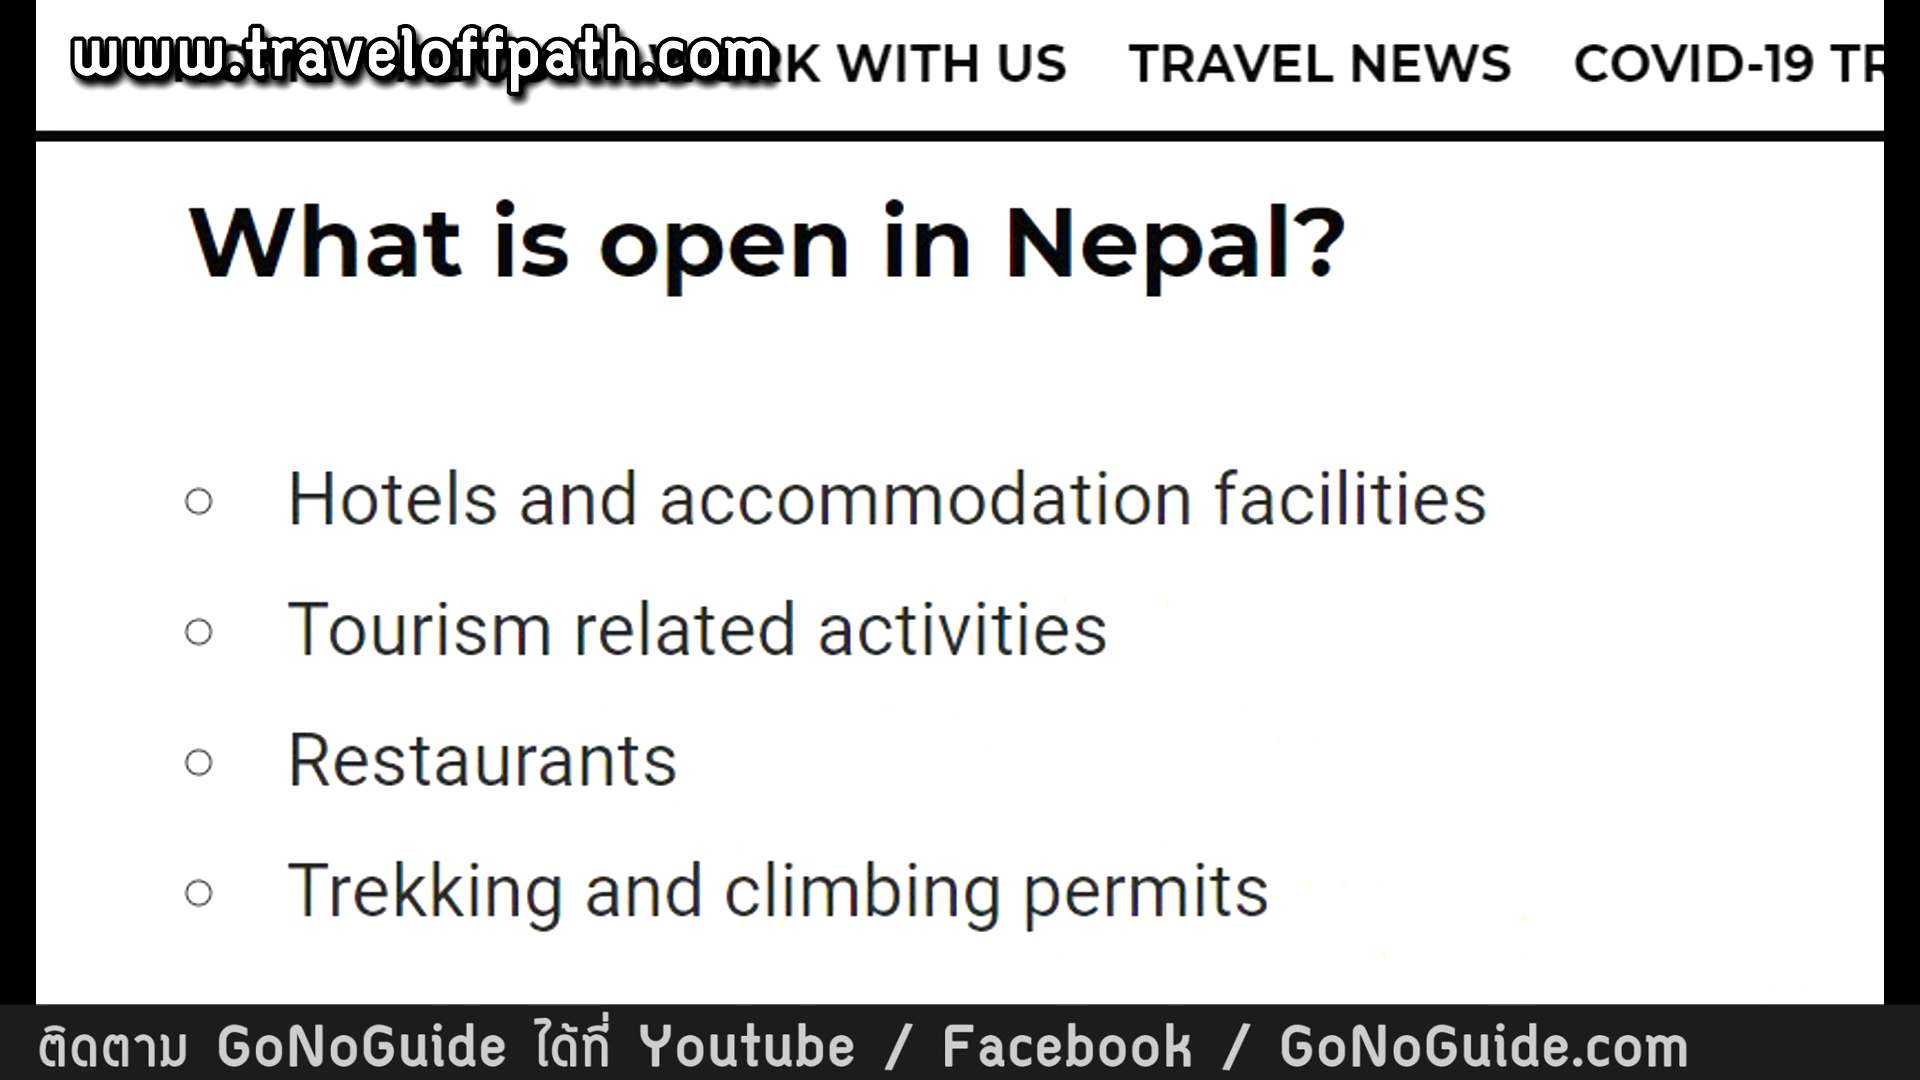 www.traveloffpath.com RK WITH US TRAVEL NEWS COVID-19 TR
What is open in Nepal?
Hotels and accommodation facilities
Tourism related activities
Restaurants
Trekking and climbing permits
ติดตาม GoNoGuide ได้ที่ Youtube / Facebook / GoNoGuide.com